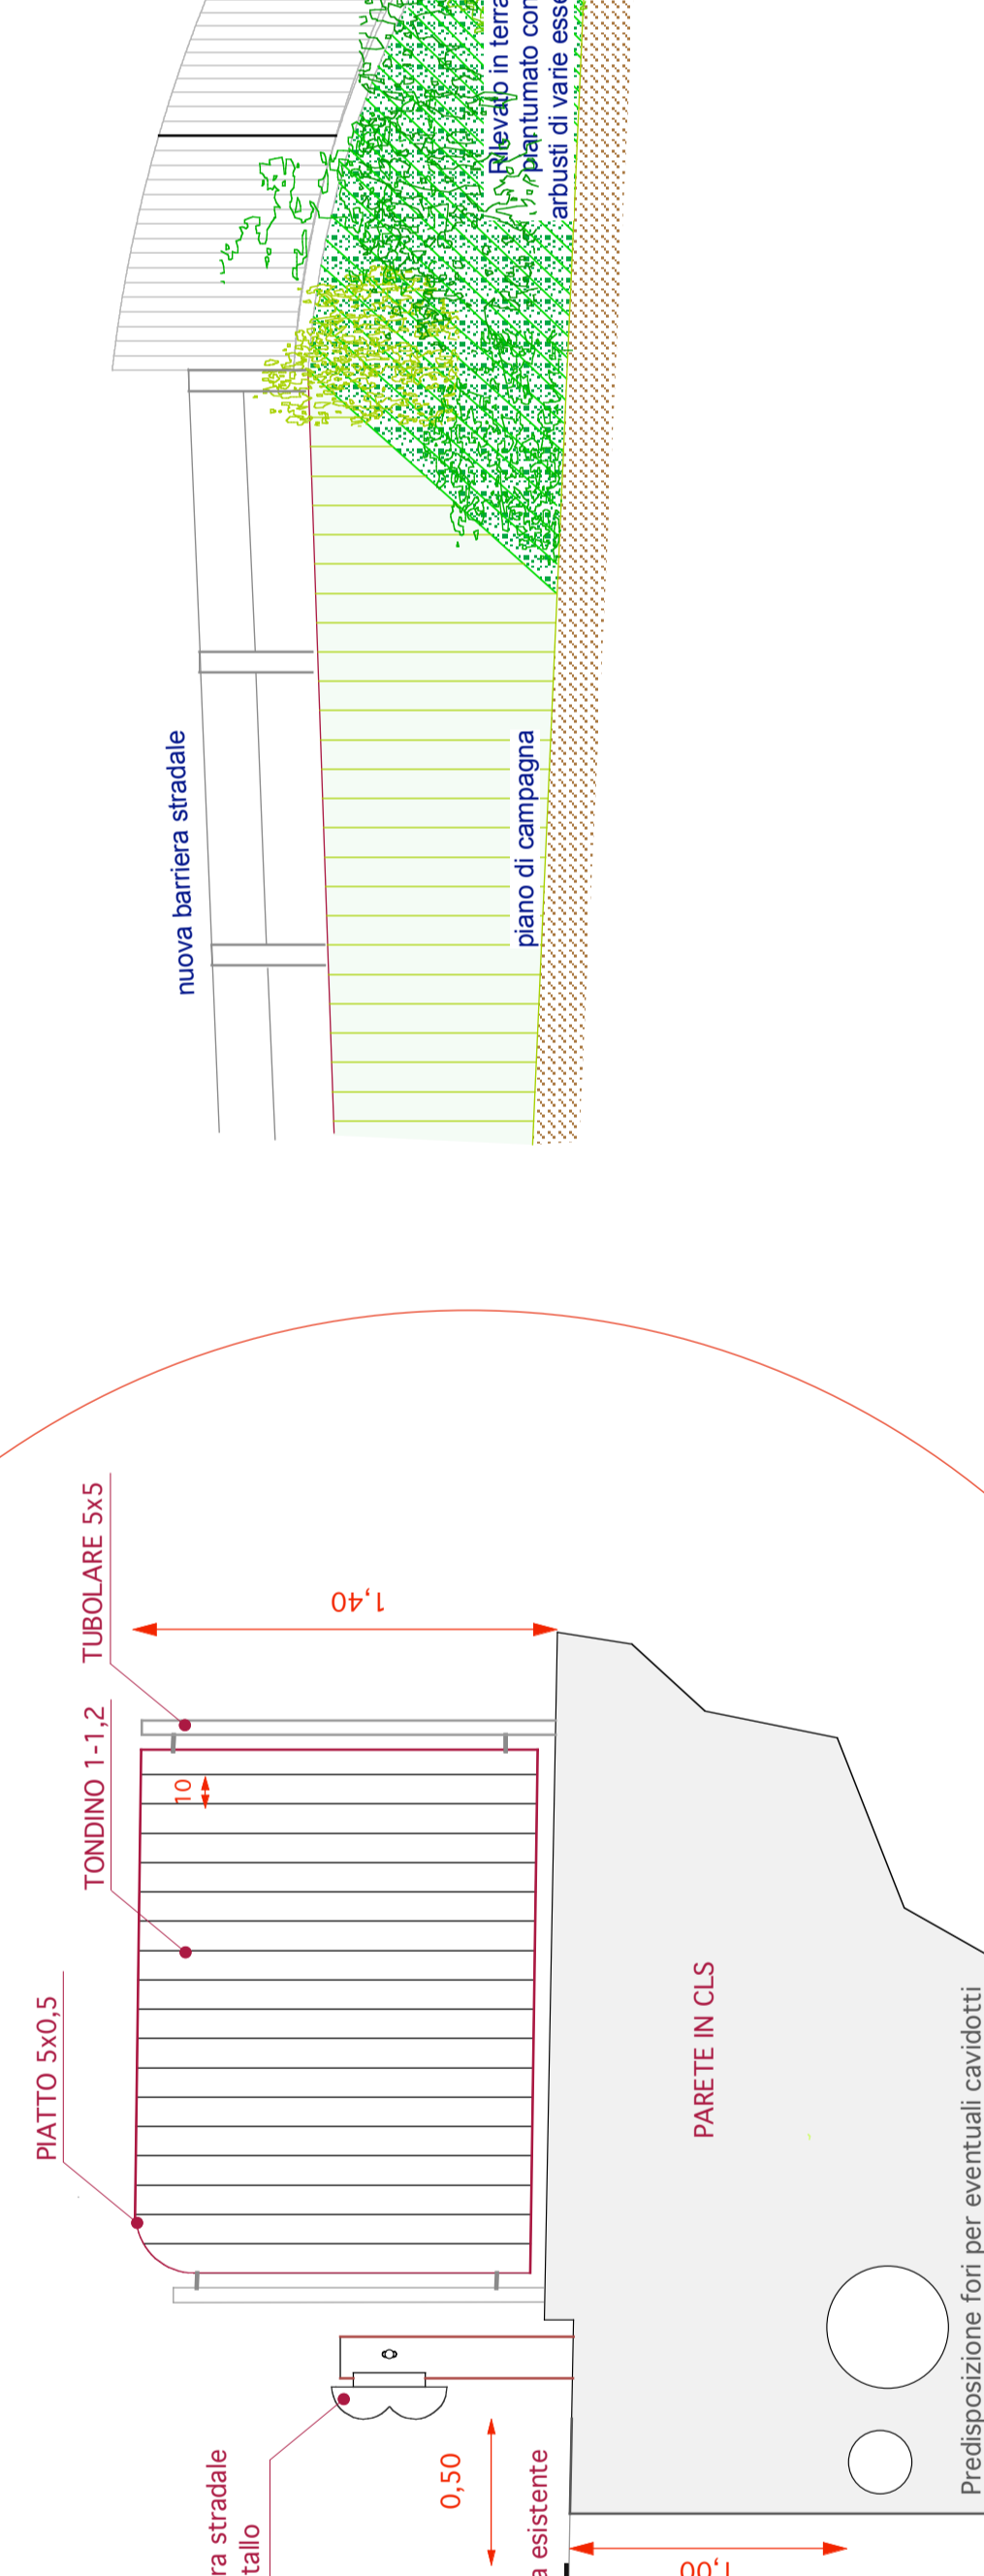 Rilevato in terra
piantumato con
arbusti di varie esse
nuova barriera stradale
piano di campagna
TUBOLARE 5x5
TONDINO 1-1,2
PIATTO 5x0,5
1,40
10
PARETE IN CLS
Predisposizione fori per eventuali cavidotti
ra stradale
tallo
0,50
a esistente
1,00